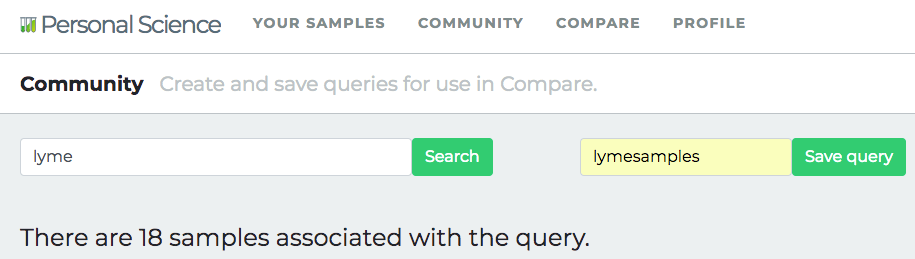 Personal Science YOUR SAMPLES COMMUNITY COMPARE PROFILE
Community Create and save queries for use in Compare.
lyme Search lymesamples Save query
There are 18 samples associated with the query.